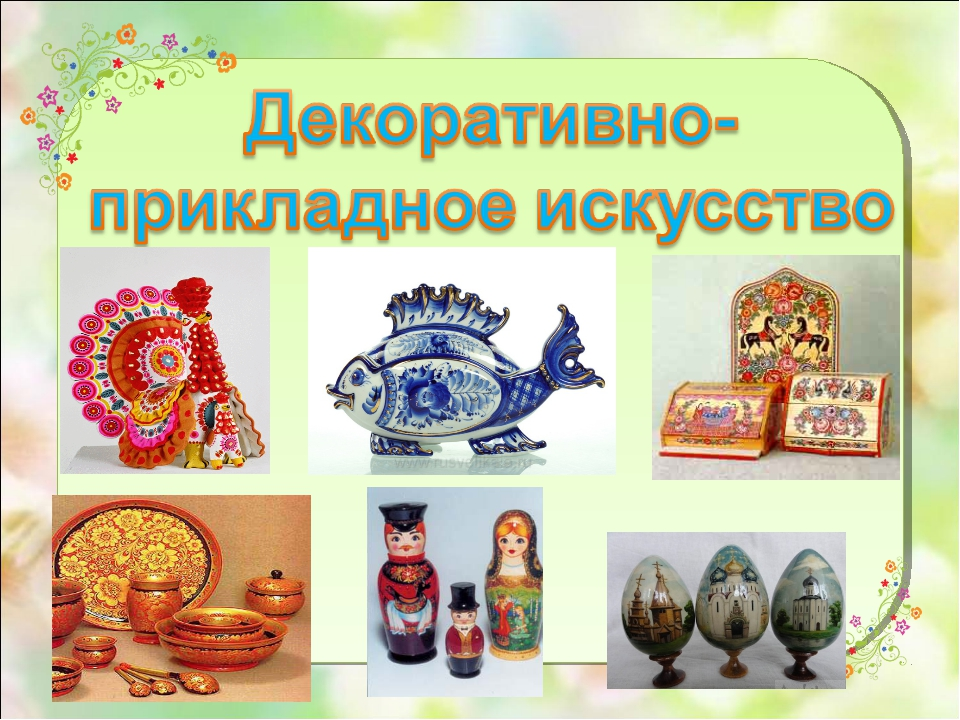 Декоративно-
прикладное искусство